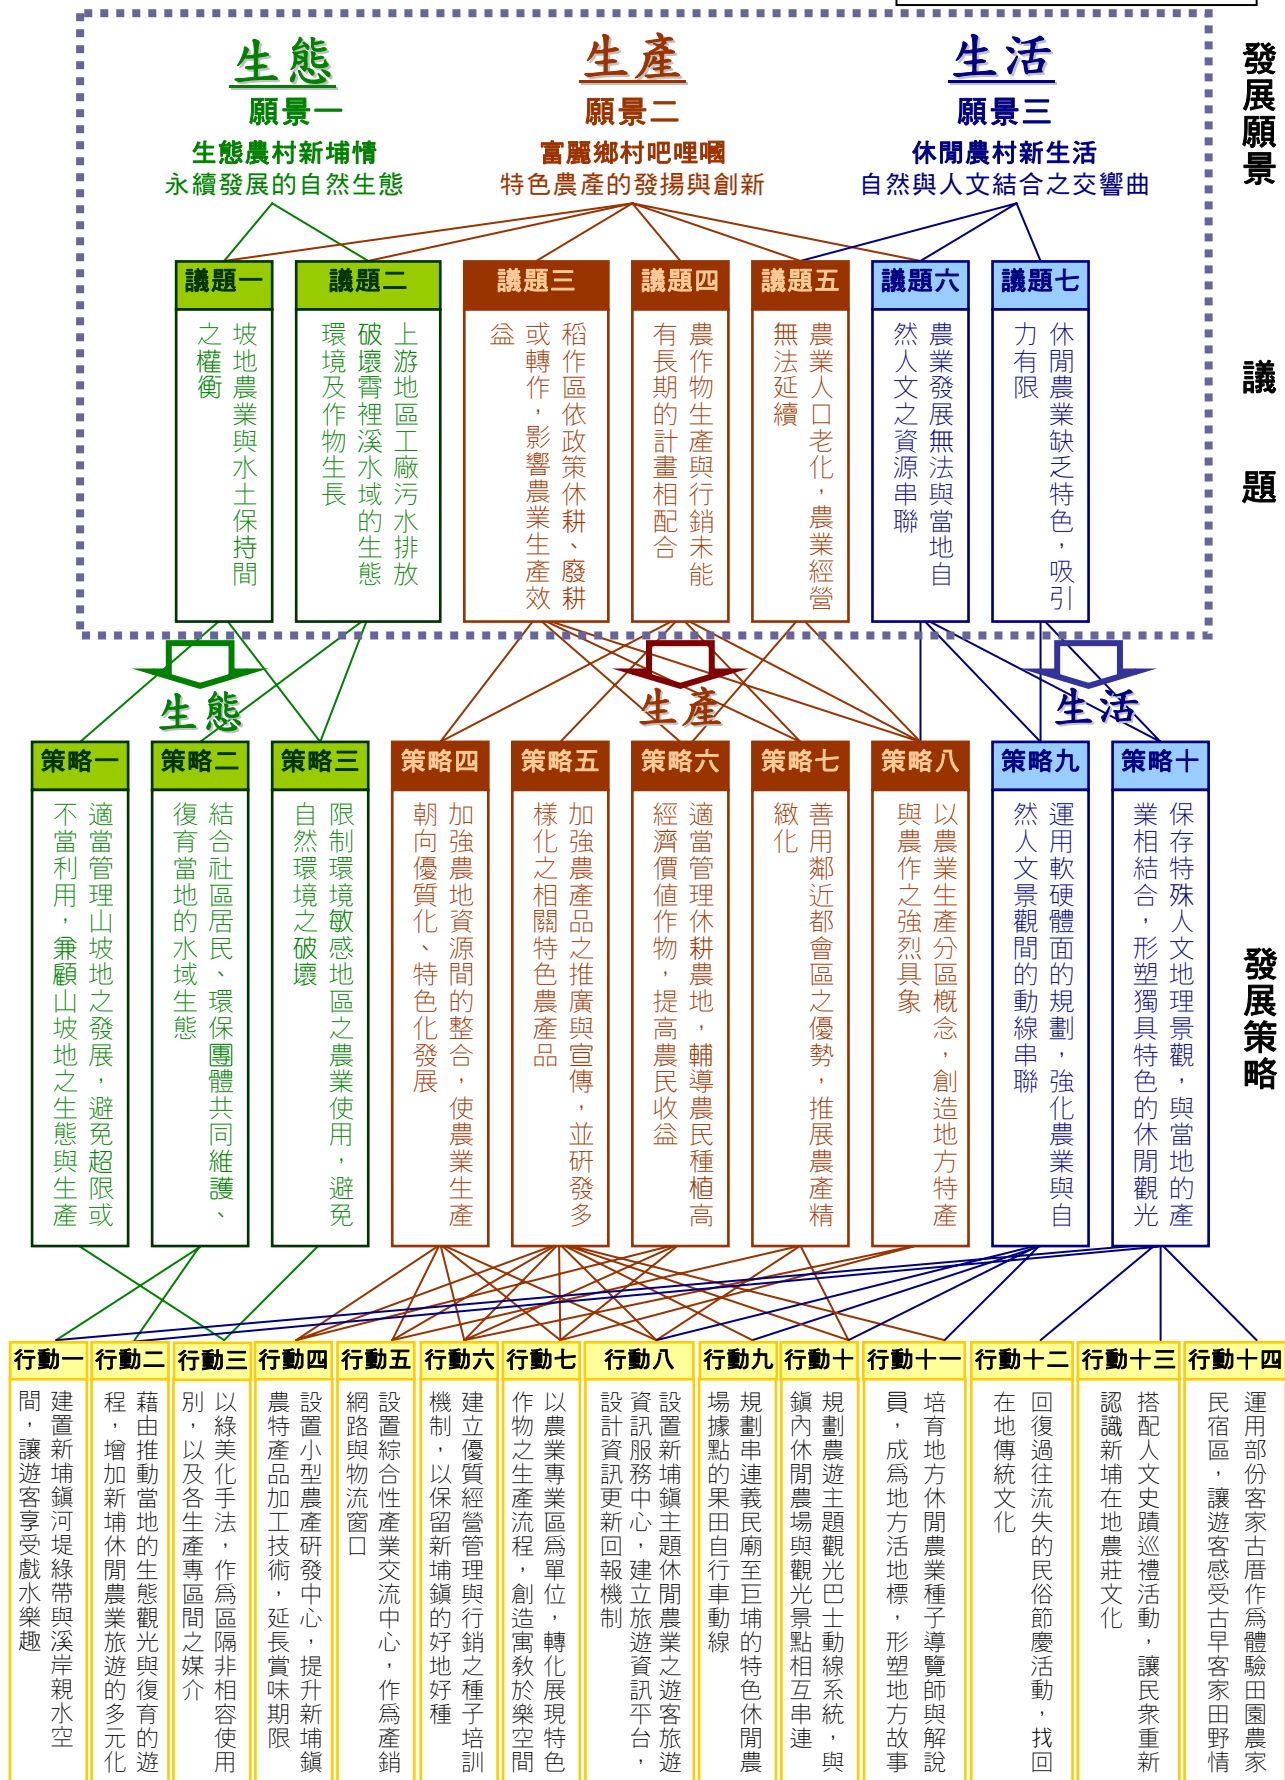 生態
願景一
生態農村新埔情
永續發展的自然生態
生產
願景二
富麗鄉村吧哩嘓
特色農產的發揚與創新
生活
願景三
休閒農村新生活
自然與人文結合之交響曲
發展願景
議題一
坡地農業與水土保持間
之權衡
議題二
上游地區工廠污水排放
破壞霄裡溪水域的生態
環境及作物生長
議題三
稻作區依政策休耕、廢耕
或轉作，影響農業生產效
益
議題四
農作物生產與行銷未能
有長期的計畫相配合
議題五
農業人口老化，農業經營
無法延續
議題六
農業發展無法與當地自
然人文之資源串聯
議題七
休閒農業缺乏特色，吸引
力有限
議題
生態
生產
生活
策略一
適當管理山坡地之發展，避免超限或
不當利用，兼顧山坡地之生態與生產
策略二
結合社區居民、環保團體共同維護、
復育當地的水域生態
策略三
限制環境敏感地區之農業使用，避免
自然環境之破壞
策略四
加強農地資源間的整合，使農業生產
朝向優質化、特色化發展
策略五
加強農產品之推廣與宣傳，並研發多
樣化之相關特色農產品
策略六
適當管理休耕農地，輔導農民種植高
經濟價值作物，提高農民收益
策略七
善用鄰近都會區之優勢，推展農產精
緻化
策略八
以農業生產分區概念，創造地方特產
與農作之強烈具象
策略九
運用軟硬體面的規劃，強化農業與自
然人文景觀間的動線串聯
策略十
保存特殊人文地理景觀，與當地的產
業相結合，形塑獨具特色的休閒觀光
發展策略
行動一
建置新埔鎮河堤綠帶與溪岸親水空
間，讓遊客享受戲水樂趣
行動二
藉由推動當地的生態觀光與復育的遊
程，增加新埔休閒農業旅遊的多元化
行動三
以綠美化手法，作為區隔非相容使用
別，以及各生產專區間之媒介
行動四
設置小型農產研發中心，提升新埔鎮
農特產品加工技術，延長賞味期限
行動五
設置綜合性產業交流中心，作為產銷
網路與物流窗口
行動六
建立優質經營管理與行銷之種子培訓
機制，以保留新埔鎮的好地好種
行動七
以農業專業區為單位，轉化展現特色
作物之生產流程，創造寓教於樂空間
行動八
設置新埔鎮主題休閒農業之遊客旅遊
資訊服務中心，建立旅遊資訊平台，
設計資訊更新回報機制
行動九
規劃串連義民廟至巨埔的特色休閒農
場據點的果田自行車動線
行動十
規劃農遊主題觀光巴士動線系統，與
鎮內休閒農場與觀光景點相互串連
行動十一
培育地方休閒農業種子導覽師與解說
員，成為地方活地標，形塑地方故事
行動十二
回復過往流失的民俗節慶活動，找回
在地傳統文化
行動十三
搭配人文史蹟巡禮活動，讓民眾重新
認識新埔在地農莊文化
行動十四
運用部份客家古厝作為體驗田園農家
民宿區，讓遊客感受古早客家田野情